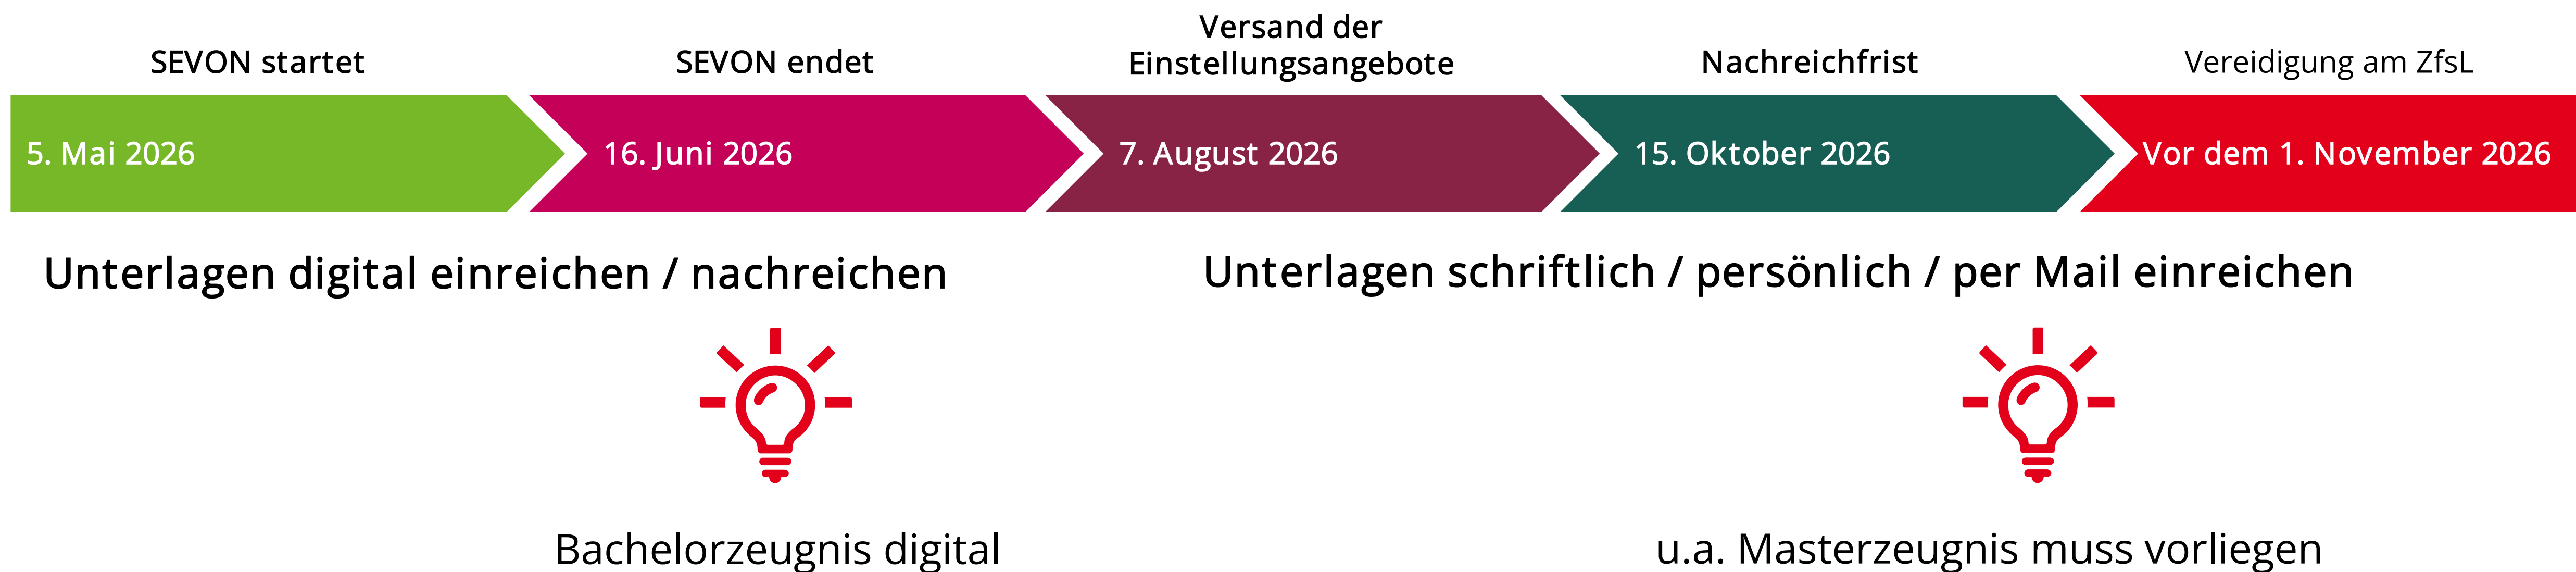 SEVON startet
SEVON endet
Versand der
Einstellungsangebote
Nachreichfrist
Vereidigung am ZfsL
5. Mai 2026
16. Juni 2026
7. August 2026
15. Oktober 2026
Vor dem 1. November 2026
Unterlagen digital einreichen / nachreichen
Unterlagen schriftlich / persönlich / per Mail einreichen
Bachelorzeugnis digital
u.a. Masterzeugnis muss vorliegen